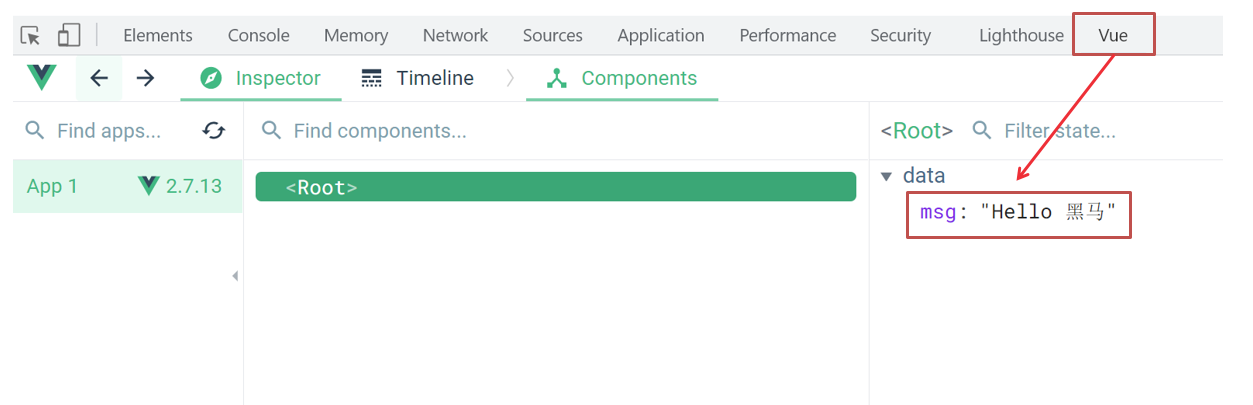 Elements Console Memory Network Sources Application Performance Security Lighthouse Vue
Inspector Timeline Components
Find apps... Find components... <Root> Filter state...
App 1 2.7.13 <Root> data
msg: "Hello 黑马"